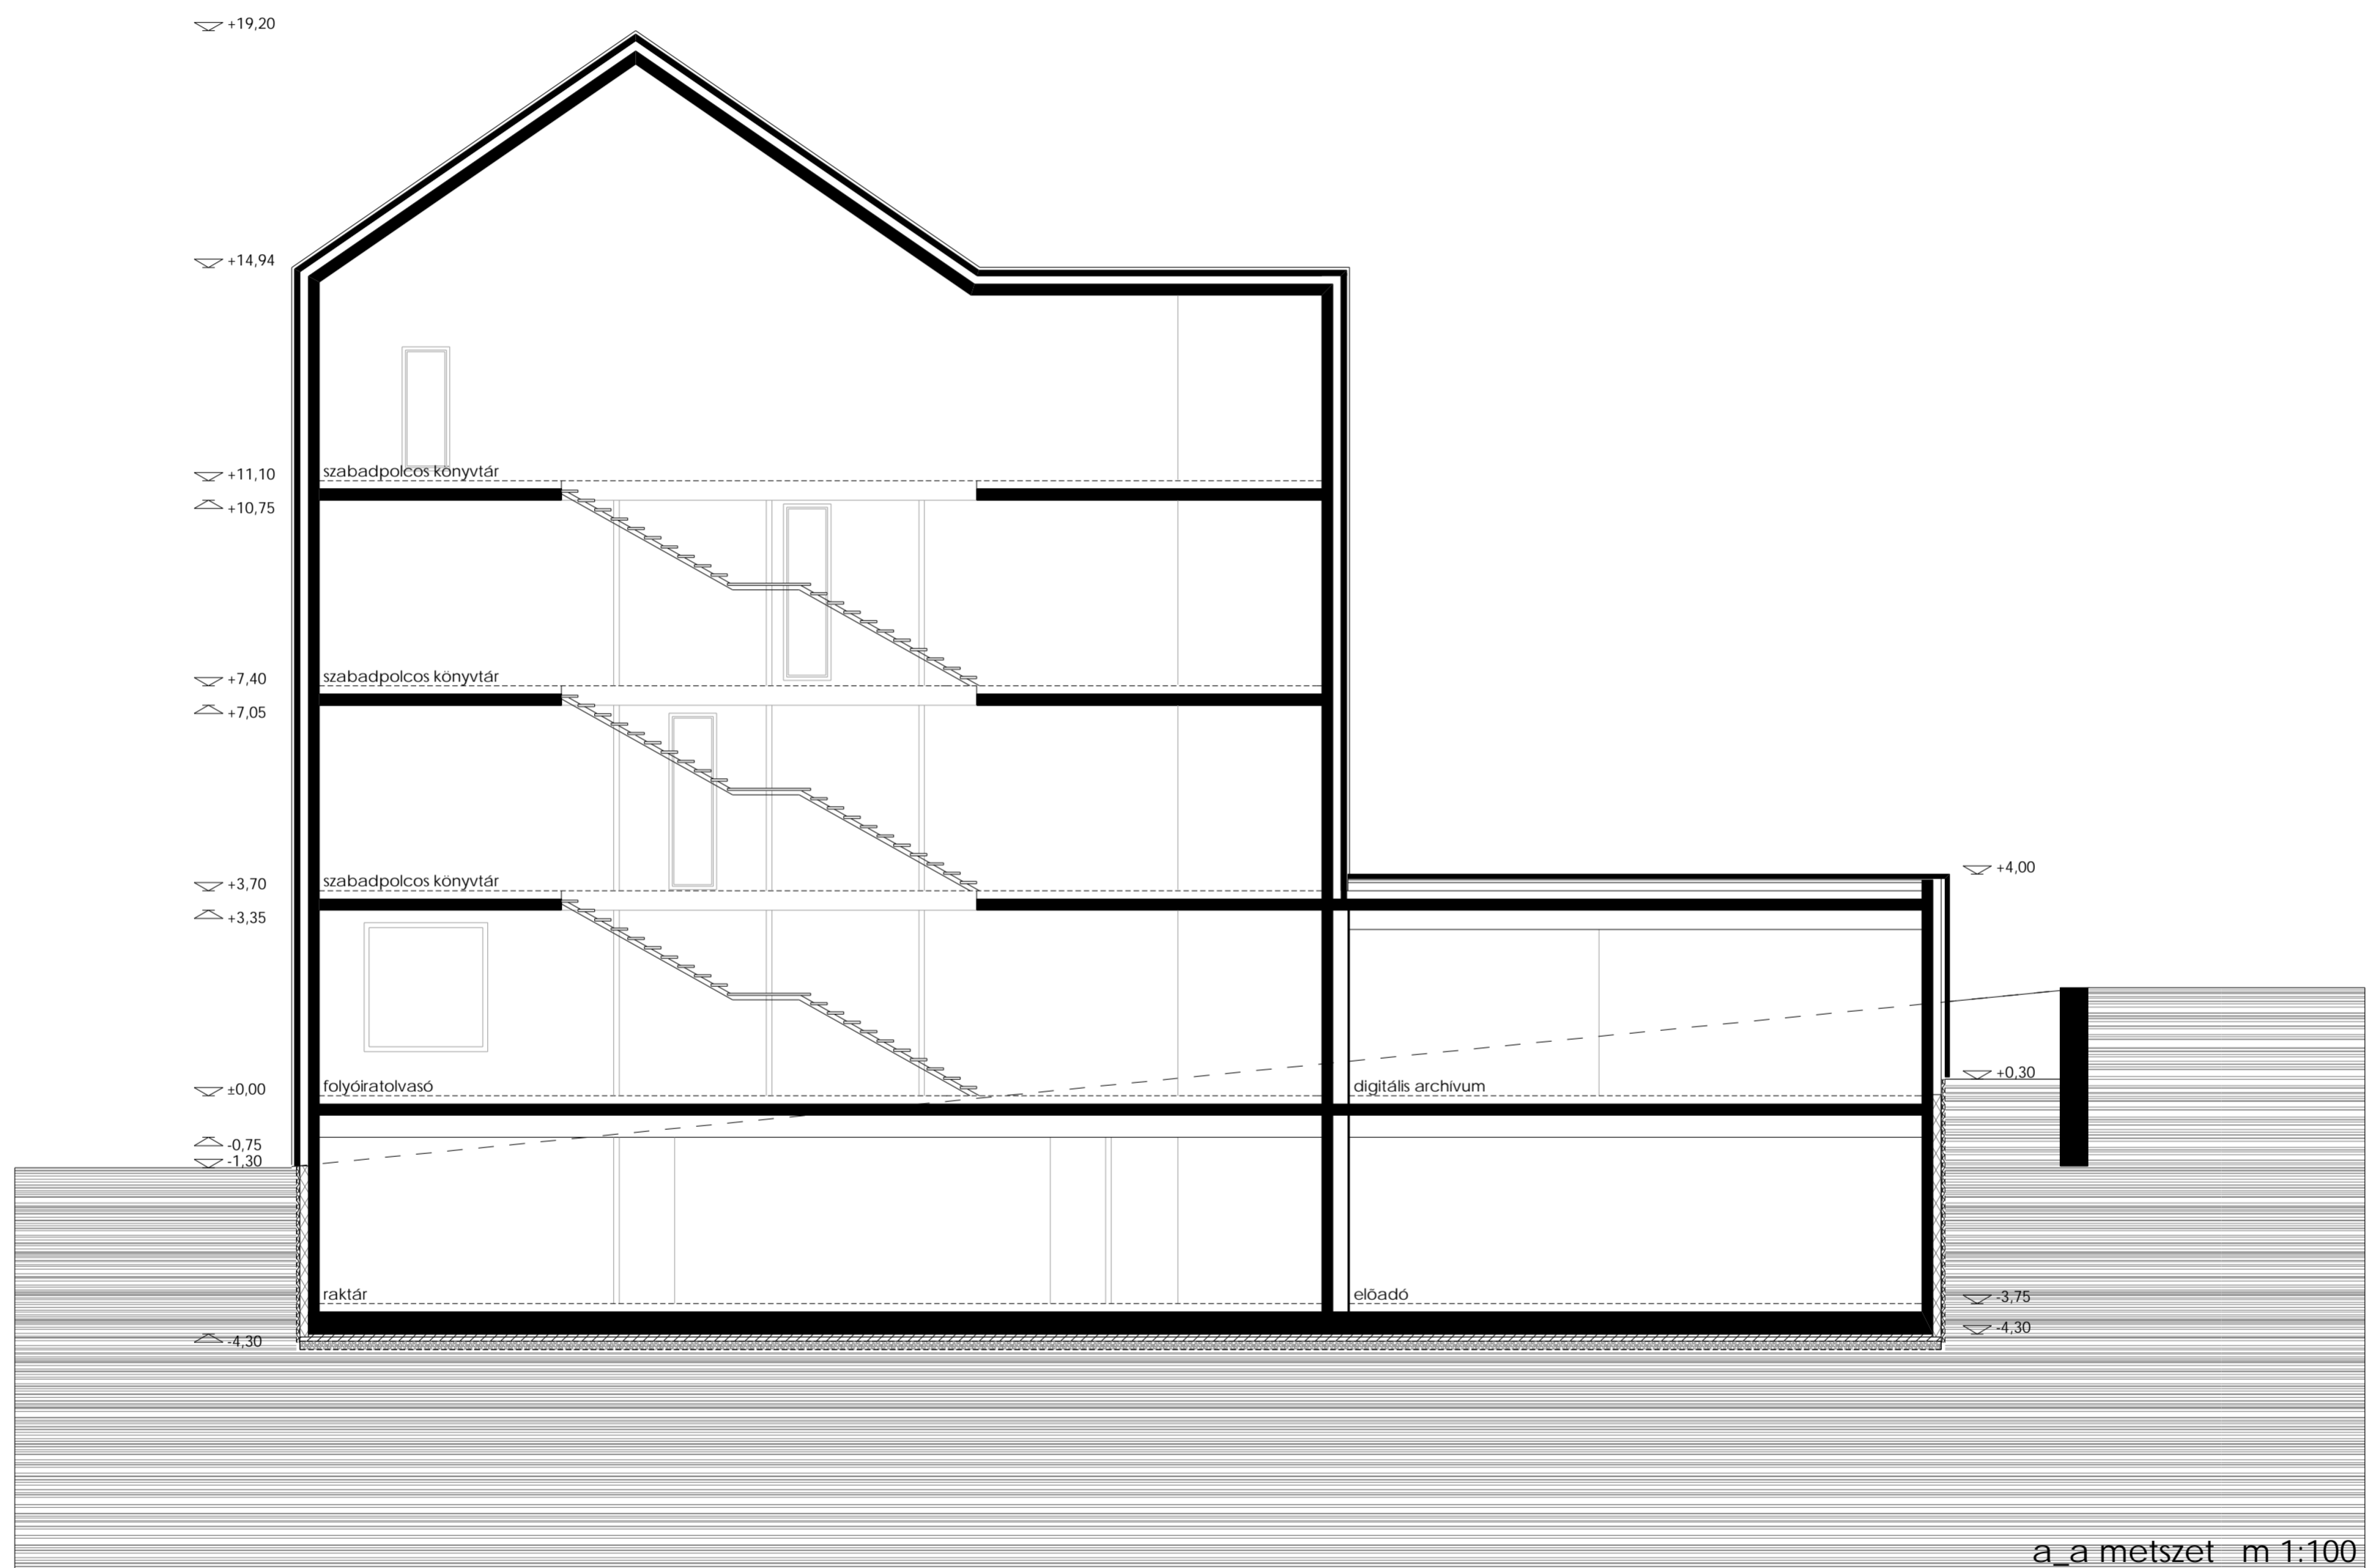 +19,20
+14,94
szabadpolcos könyvtár
+11,10
+10,75
szabadpolcos könyvtár
+7,40
+7,05
+4,00
szabadpolcos könyvtár
+3,70
+3,35
+0,30
±0,00
folyóiratolvasó
digitális archívum
-0,75
-1,30
raktár
elõadó
-3,75
-4,30
-4,30
a_a metszet m 1:100